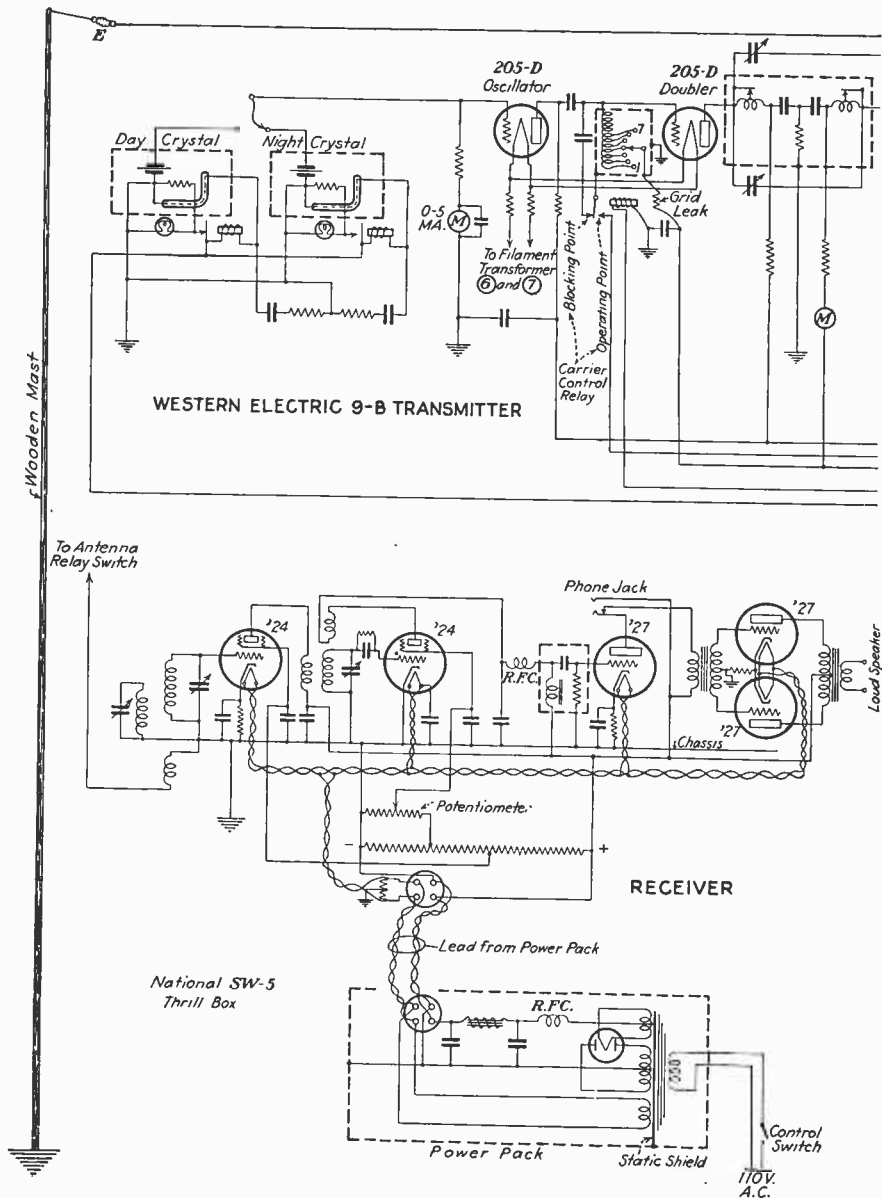 E
205-D
Oscillator
205-D
Doubler
Day Crystal
Night Crystal
7
1
0-5
MA.
M
Grid
Leak
To Filament
Transformer
6 and 7
Blocking Point
Operating Point
Carrier
Control
Relay
M
WESTERN ELECTRIC 9-B TRANSMITTER
Wooden Mast
To Antenna
Relay Switch
'24
'24
Phone Jack
'27
'27
R.F.C.
'27
Loud Speaker
Chassis
Potentiometer
-
+
RECEIVER
Lead from Power Pack
National SW-5
Thrill Box
R.F.C.
Power Pack
Static Shield
Control
Switch
110V.
A.C.